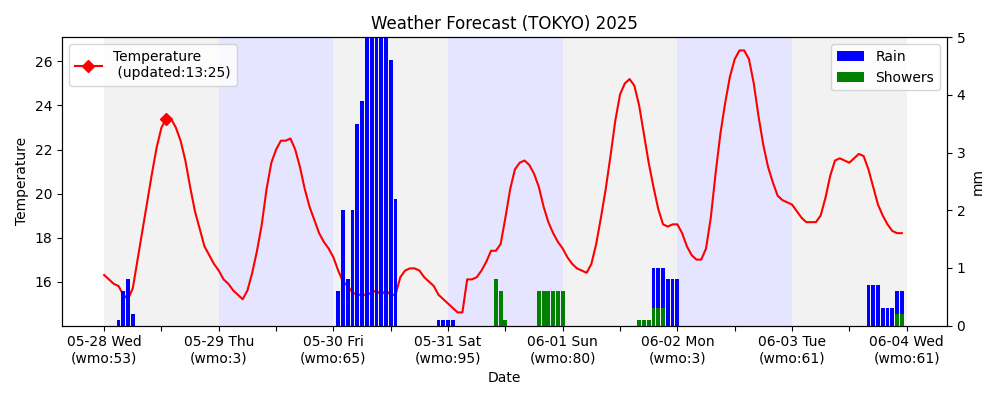 Weather Forecast (TOKYO) 2025
Temperature
(updated:13:25)
Rain
Showers
26
24
22
20
18
16
Temperature
5
4
3
2
1
0
mm
05-28 Wed 05-29 Thu 05-30 Fri 05-31 Sat 06-01 Sun 06-02 Mon 06-03 Tue 06-04 Wed
(wmo:53) (wmo:3) (wmo:65) (wmo:95) (wmo:80) (wmo:3) (wmo:61) (wmo:61)
Date